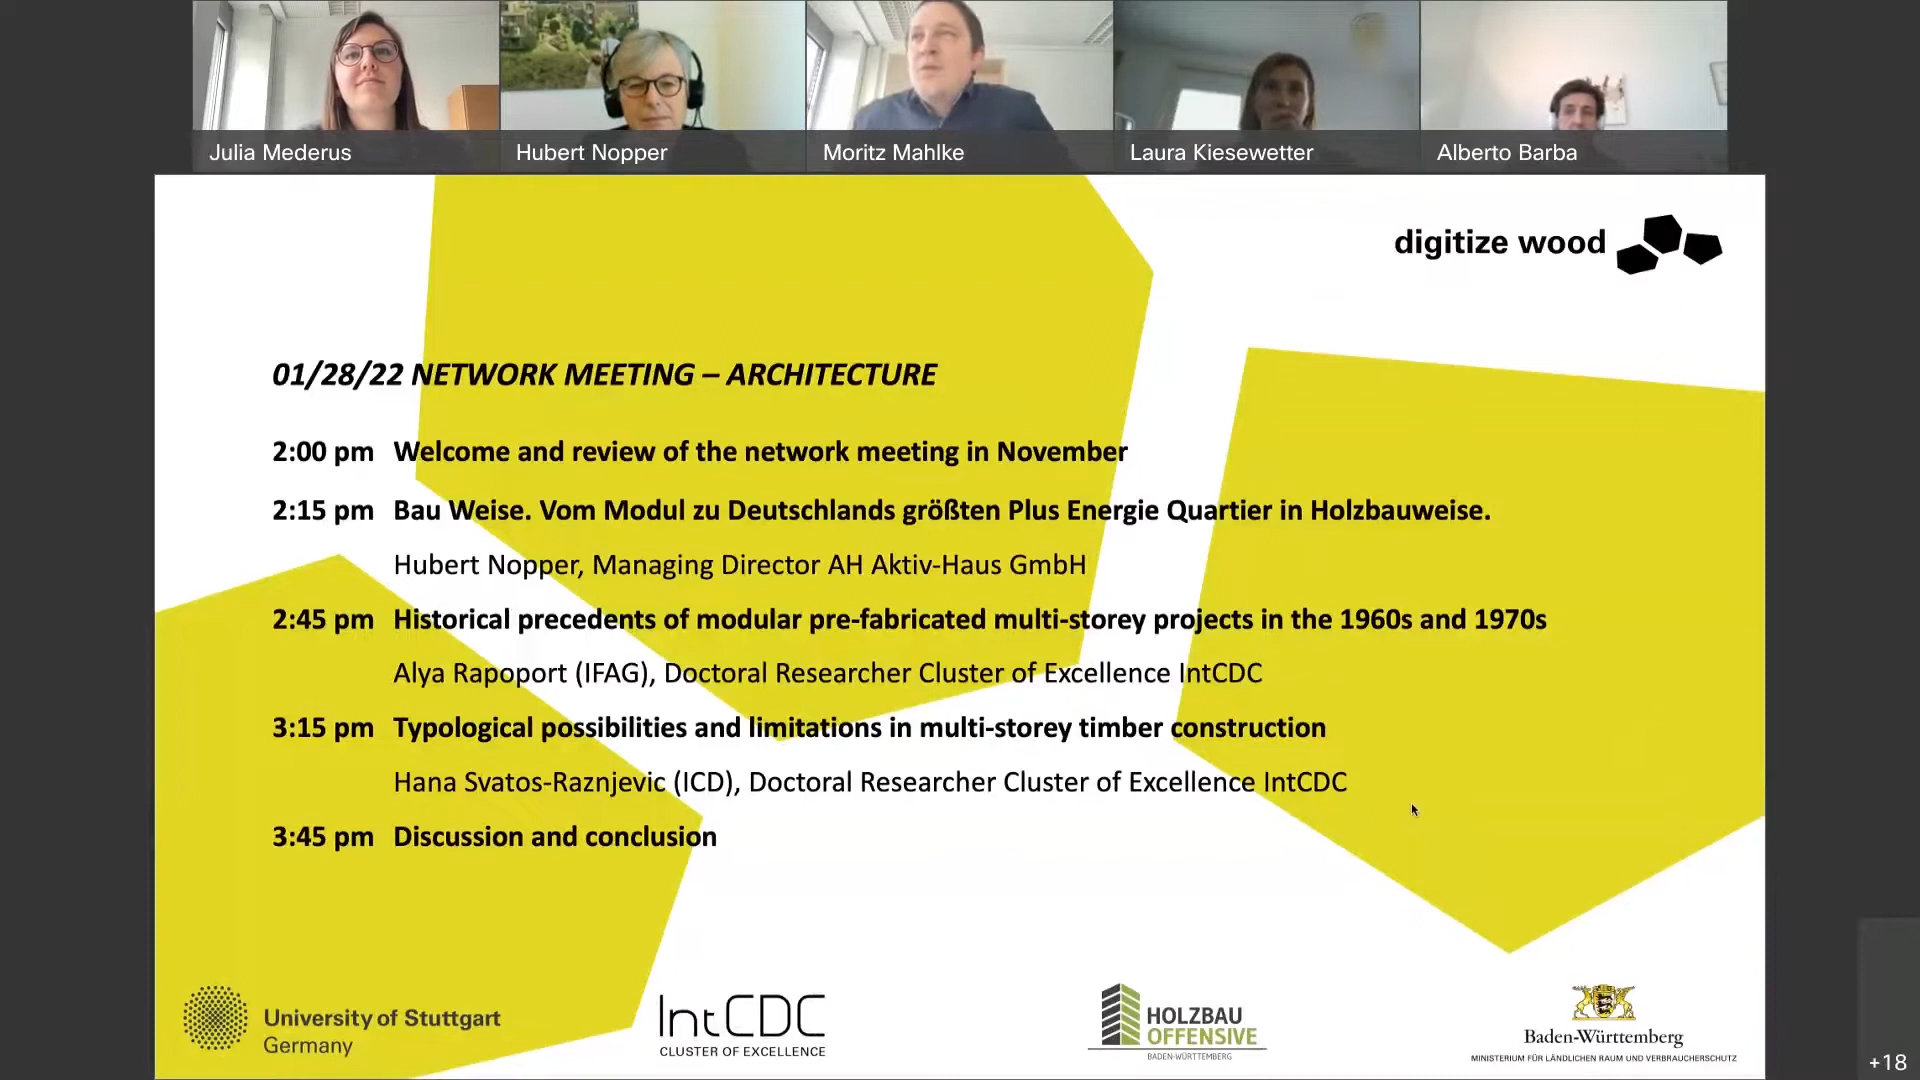 Julia Mederus
Hubert Nopper
Moritz Mahlke
Laura Kiesewetter
Alberto Barba
digitize wood
01/28/22 NETWORK MEETING – ARCHITECTURE
2:00 pm Welcome and review of the network meeting in November
2:15 pm Bau Weise. Vom Modul zu Deutschlands größten Plus Energie Quartier in Holzbauweise.
Hubert Nopper, Managing Director AH Aktiv-Haus GmbH
2:45 pm Historical precedents of modular pre-fabricated multi-storey projects in the 1960s and 1970s
Alya Rapoport (IFAG), Doctoral Researcher Cluster of Excellence IntCDC
3:15 pm Typological possibilities and limitations in multi-storey timber construction
Hana Svatos-Raznjevic (ICD), Doctoral Researcher Cluster of Excellence IntCDC
3:45 pm Discussion and conclusion
University of Stuttgart
Germany
IntCDC
CLUSTER OF EXCELLENCE
HOLZBAU
OFFENSIVE
BADEN-WÜRTTEMBERG
Baden-Württemberg
MINISTERIUM FÜR LÄNDLICHEN RAUM UND VERBRAUCHERSCHUTZ
+18